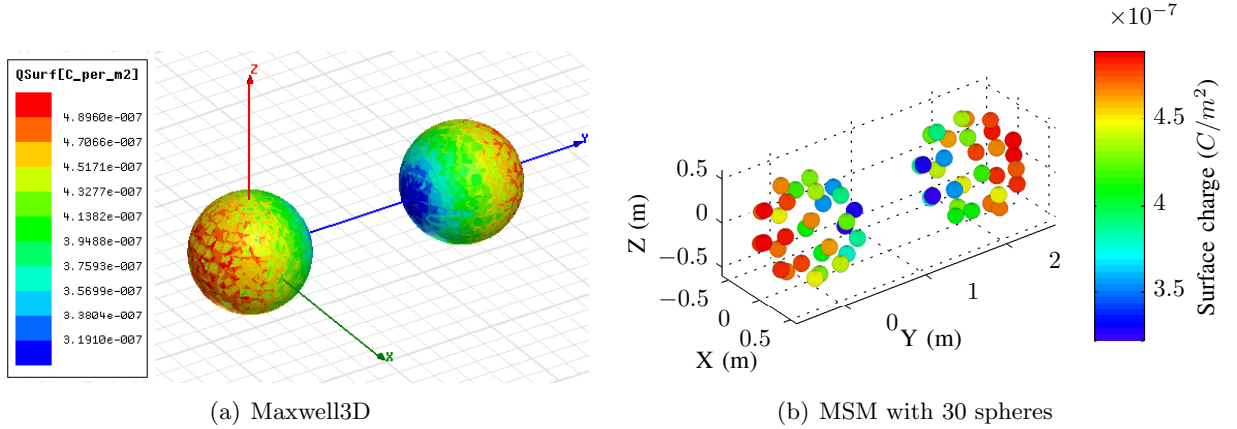 QSurf[C_per_m2]
4.8960e-007
4.7066e-007
4.5171e-007
4.3277e-007
4.1382e-007
3.9488e-007
3.7593e-007
3.5699e-007
3.3804e-007
3.1910e-007
Z
Y
X
(a) Maxwell3D
×10−7
4.5
4
3.5
Surface charge (C/m2)
0.5
0
−0.5
Z (m)
−0.5
0
0.5
X (m)
0
1
2
Y (m)
(b) MSM with 30 spheres